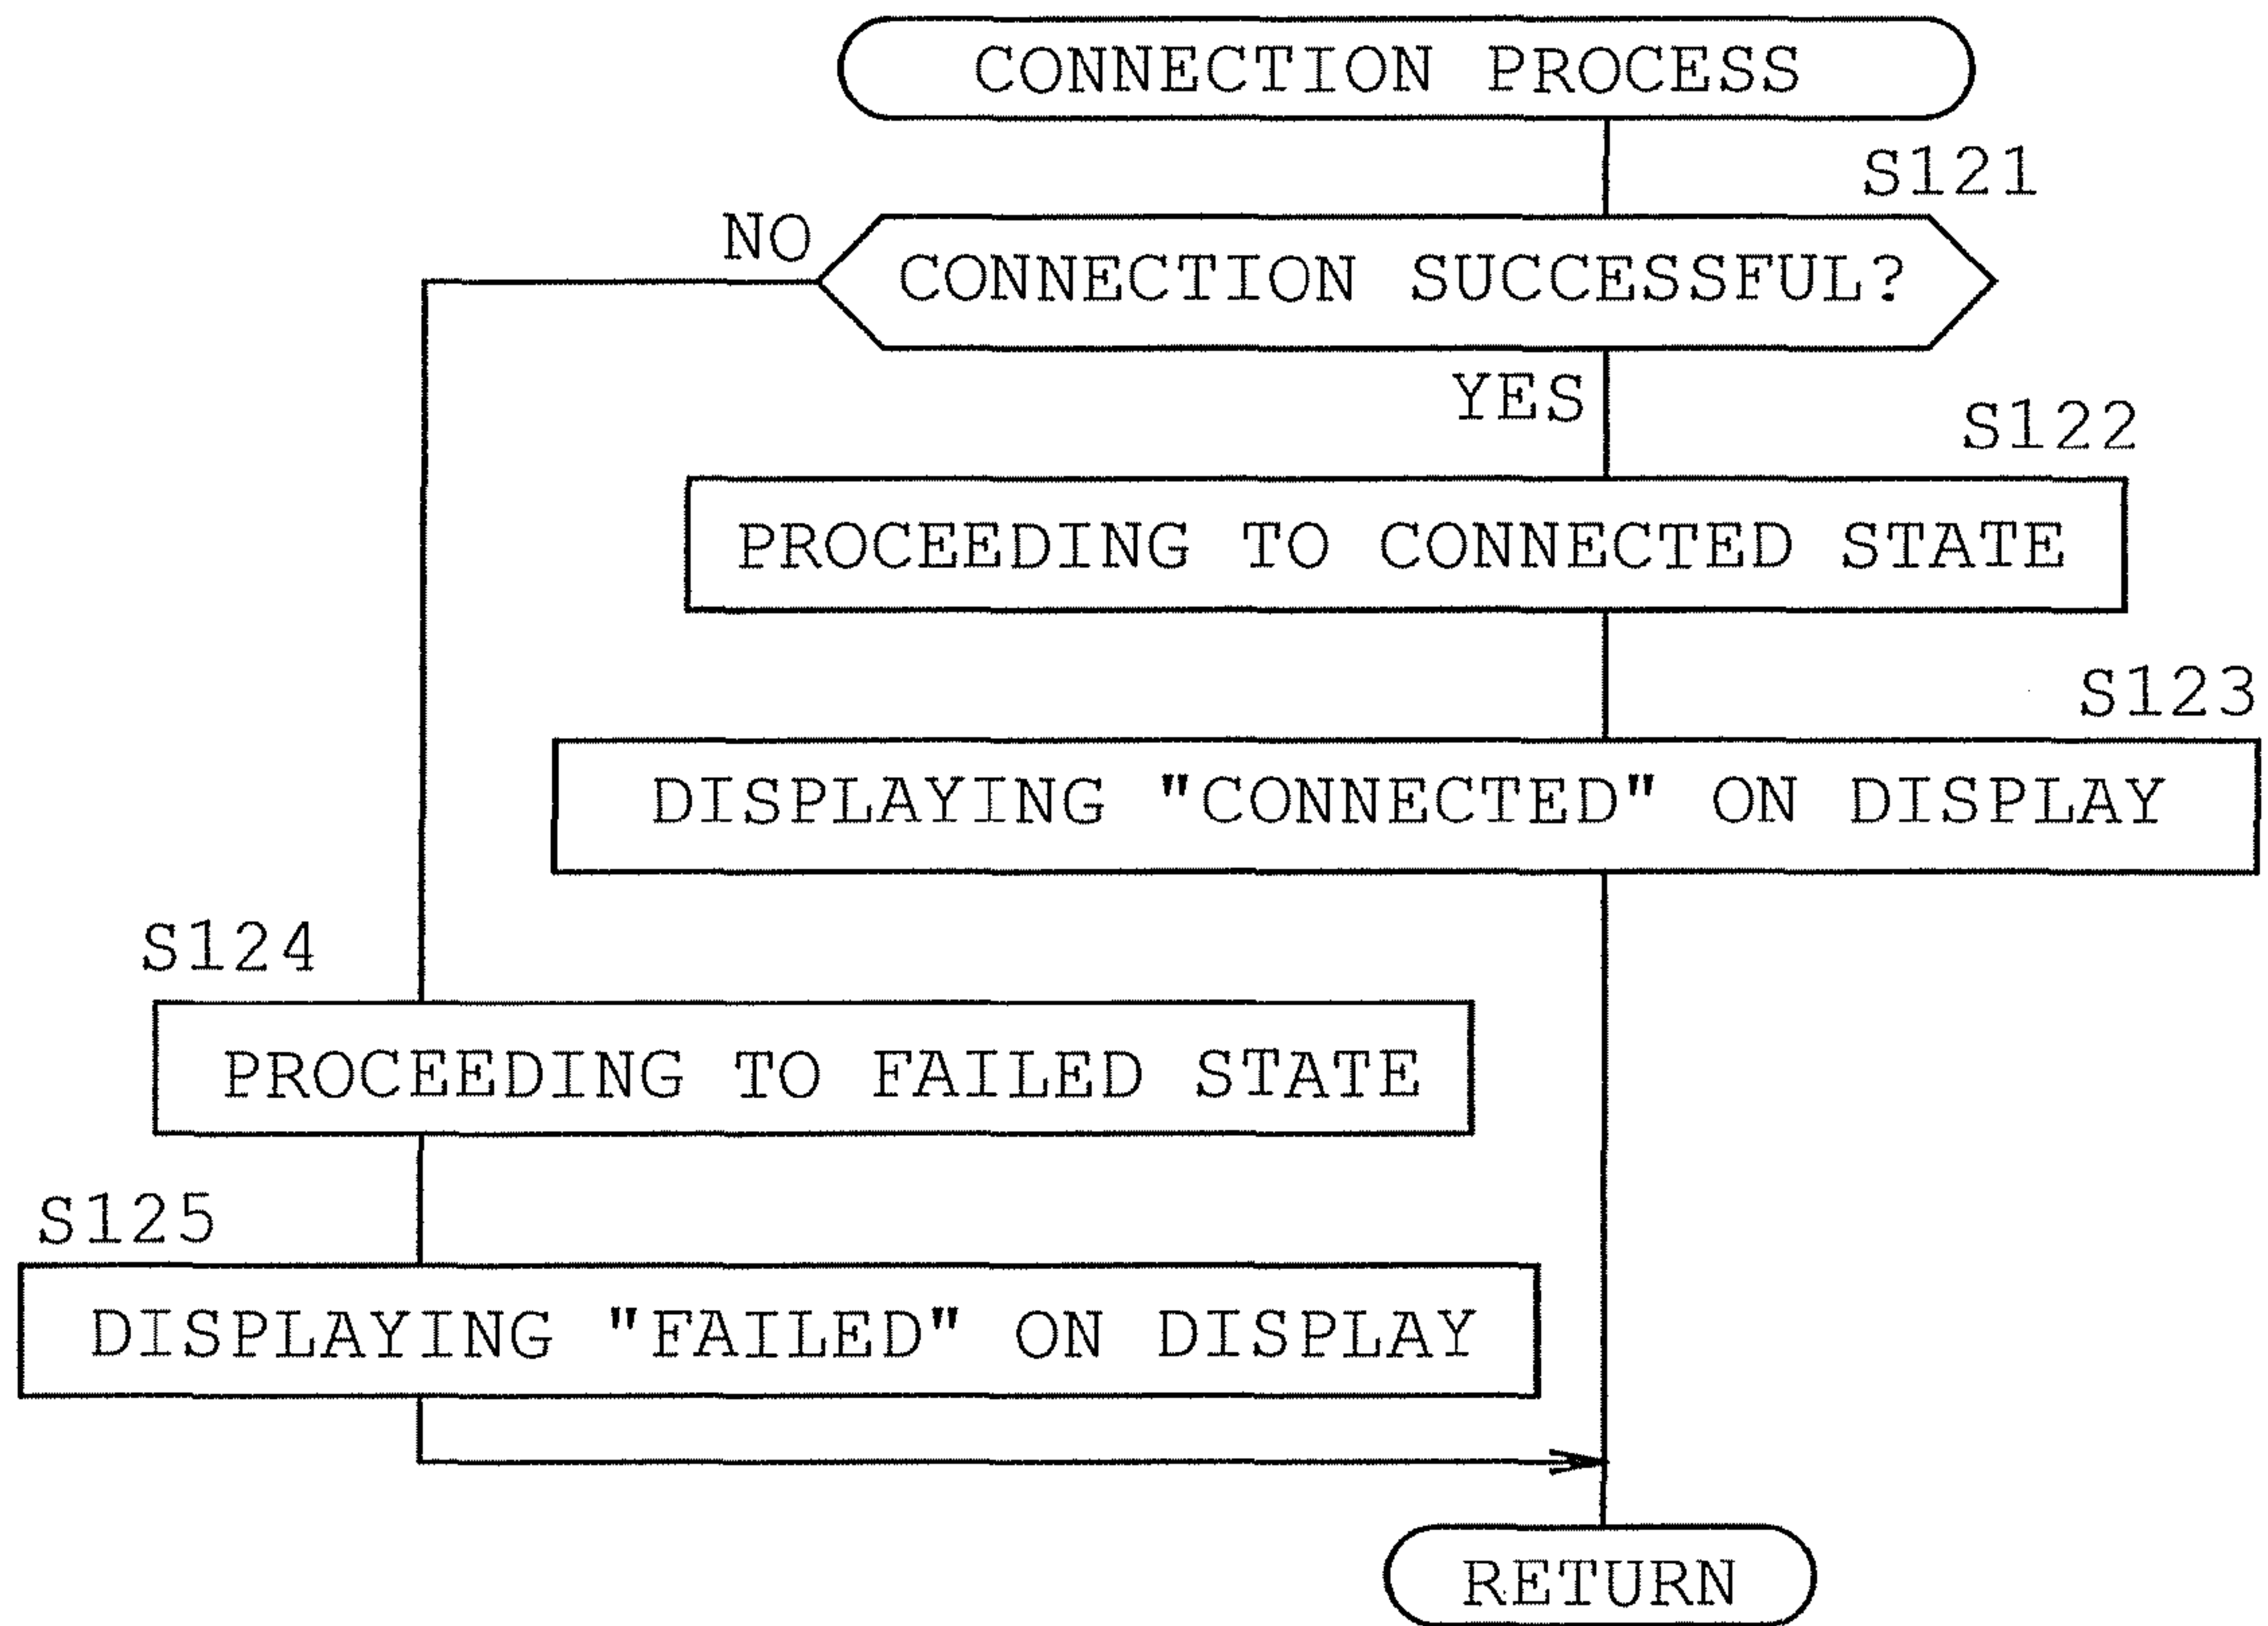 CONNECTION PROCESS
S121
NO
CONNECTION SUCCESSFUL?
YES
S122
PROCEEDING TO CONNECTED STATE
S123
DISPLAYING "CONNECTED" ON DISPLAY
S124
PROCEEDING TO FAILED STATE
S125
DISPLAYING "FAILED" ON DISPLAY
RETURN